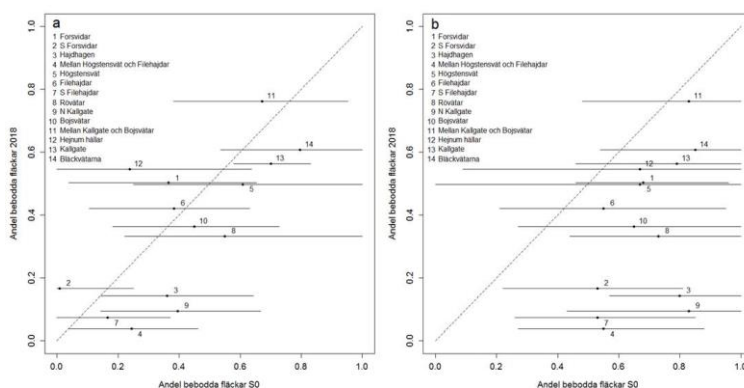 a
1 Forsvidar
2 S Forsvidar
3 Hajdhagen
4 Mellan Högstensvät och Filehajdar
5 Högstensvät
6 Filehajdar
7 S Filehajdar
8 Rövätar
9 N Kallgate
10 Bojsvätar
11 Mellan Kallgate och Bojsvätar
12 Hejnum hällar
13 Kallgate
14 Bläckvätarna
11
14
13
12
1
5
6
10
8
2
3
9
7
4
0.0 0.2 0.4 0.6 0.8 1.0
Andel bebodda fläckar 2018
0.0 0.2 0.4 0.6 0.8 1.0
Andel bebodda fläckar S0
b
1 Forsvidar
2 S Forsvidar
3 Hajdhagen
4 Mellan Högstensvät och Filehajdar
5 Högstensvät
6 Filehajdar
7 S Filehajdar
8 Rövätar
9 N Kallgate
10 Bojsvätar
11 Mellan Kallgate och Bojsvätar
12 Hejnum hällar
13 Kallgate
14 Bläckvätarna
11
14
13
12
1
5
6
10
8
2
3
9
7
4
0.0 0.2 0.4 0.6 0.8 1.0
Andel bebodda fläckar 2018
0.0 0.2 0.4 0.6 0.8 1.0
Andel bebodda fläckar S0